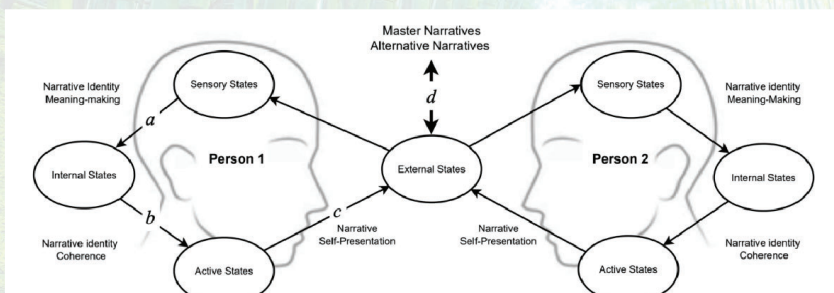 Master Narratives
Alternative Narratives
Narrative Identity
Meaning-making
Sensory States
a
d
Sensory States
Narrative identity
Meaning-Making
Person 1
External States
Person 2
Internal States
Internal States
b
c
Narrative
Self-Presentation
Narrative
Self-Presentation
Narrative identity
Coherence
Active States
Active States
Narrative identity
Coherence